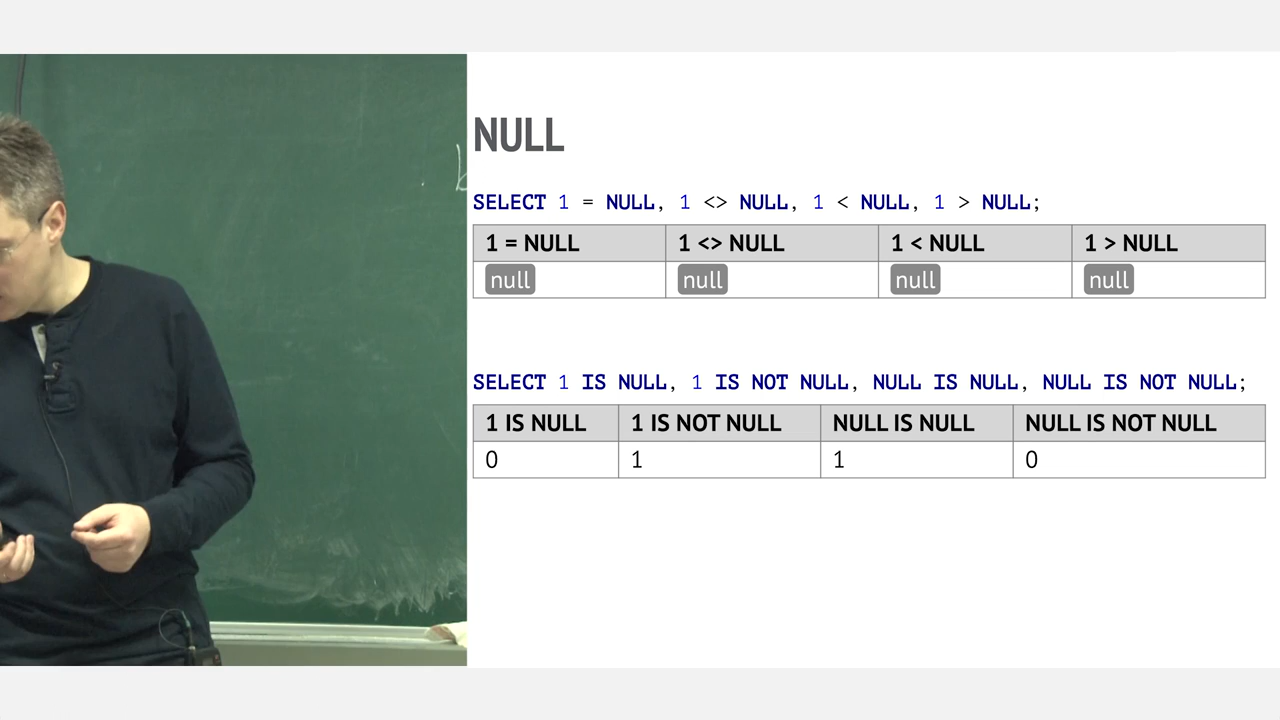 NULL
SELECT 1 = NULL, 1 <> NULL, 1 < NULL, 1 > NULL;
1 = NULL 1 <> NULL 1 < NULL 1 > NULL
null null null null
SELECT 1 IS NULL, 1 IS NOT NULL, NULL IS NULL, NULL IS NOT NULL;
1 IS NULL 1 IS NOT NULL NULL IS NULL NULL IS NOT NULL
0 1 1 0